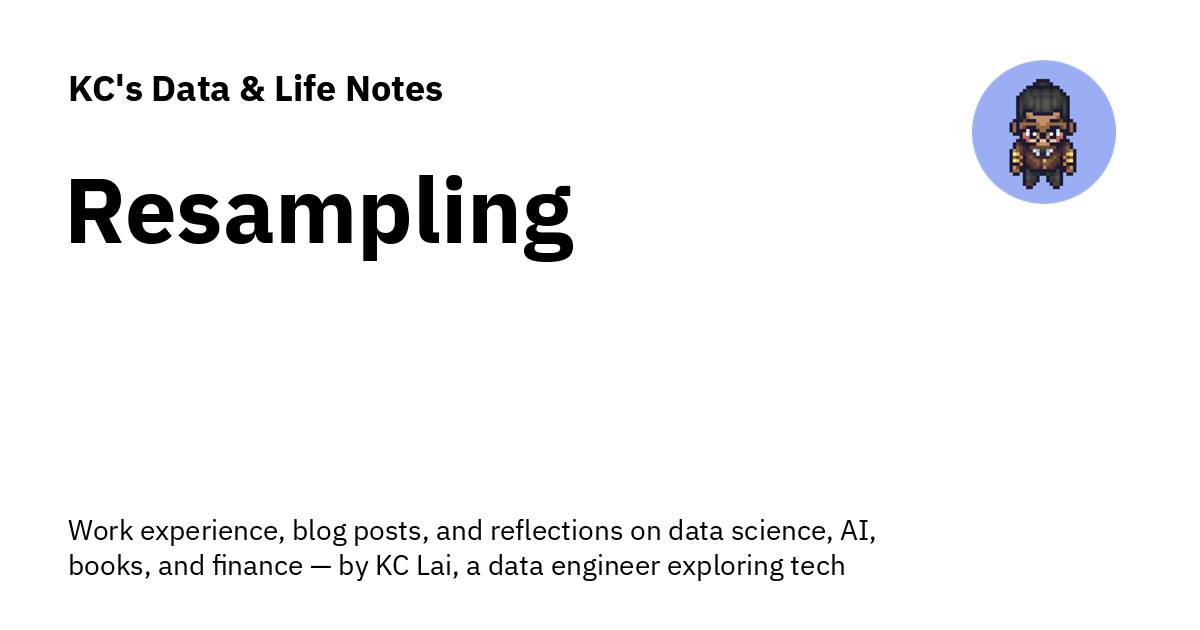 KC's Data & Life Notes
Resampling
Work experience, blog posts, and reflections on data science, AI,
books, and finance — by KC Lai, a data engineer exploring tech